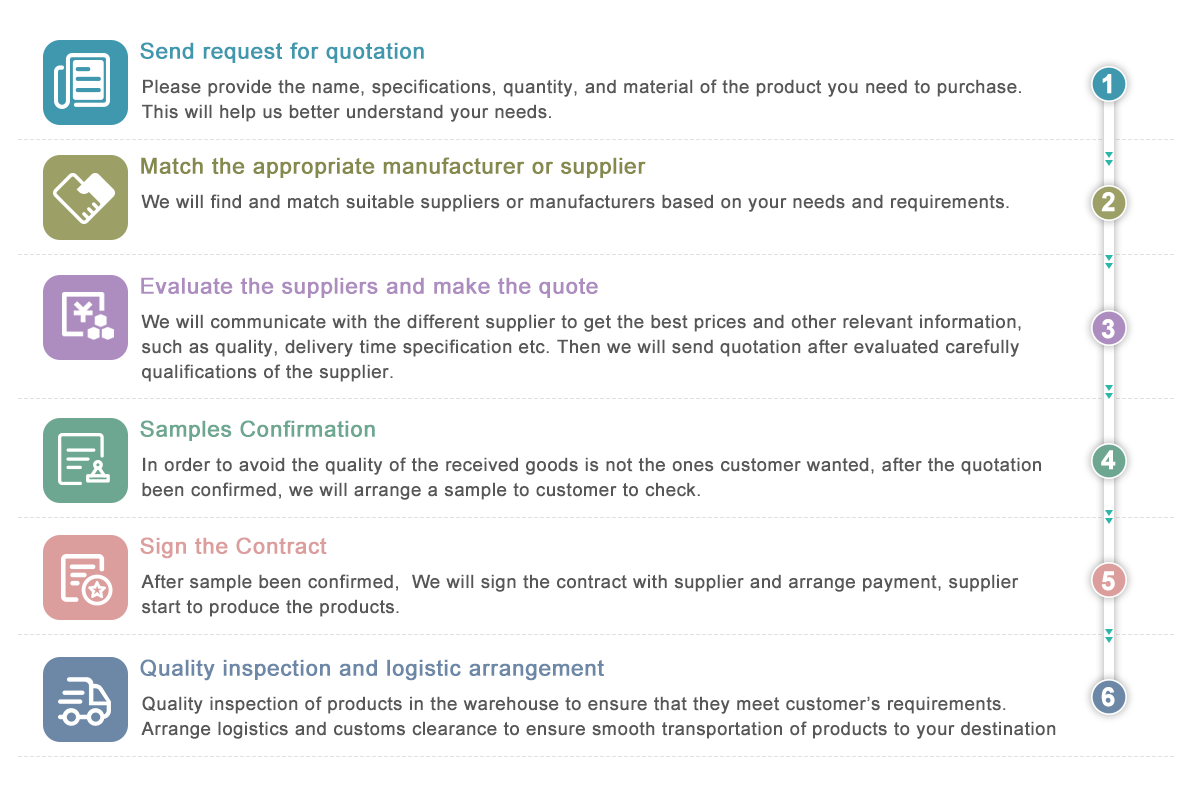 Send request for quotation
Please provide the name, specifications, quantity, and material of the product you need to purchase.
This will help us better understand your needs.
1
Match the appropriate manufacturer or supplier
We will find and match suitable suppliers or manufacturers based on your needs and requirements.
2
Evaluate the suppliers and make the quote
We will communicate with the different supplier to get the best prices and other relevant information,
such as quality, delivery time specification etc. Then we will send quotation after evaluated carefully
qualifications of the supplier.
¥
3
Samples Confirmation
In order to avoid the quality of the received goods is not the ones customer wanted, after the quotation
been confirmed, we will arrange a sample to customer to check.
4
Sign the Contract
After sample been confirmed,  We will sign the contract with supplier and arrange payment, supplier
start to produce the products.
5
Quality inspection and logistic arrangement
Quality inspection of products in the warehouse to ensure that they meet customer’s requirements.
Arrange logistics and customs clearance to ensure smooth transportation of products to your destination
6